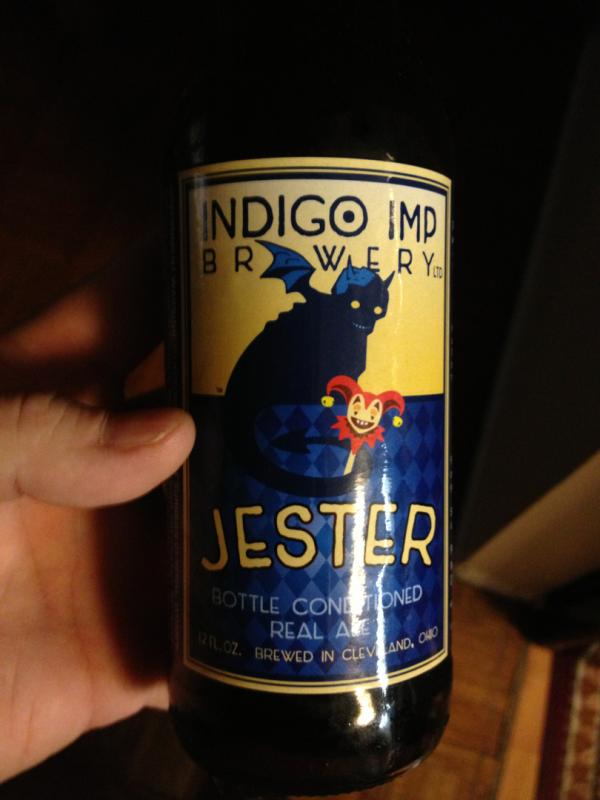 INDIGO IMP
BREWERY LTD
JESTER
BOTTLE CONDITIONED
REAL ALE
12 FL. OZ. BREWED IN CLEVELAND, OHIO